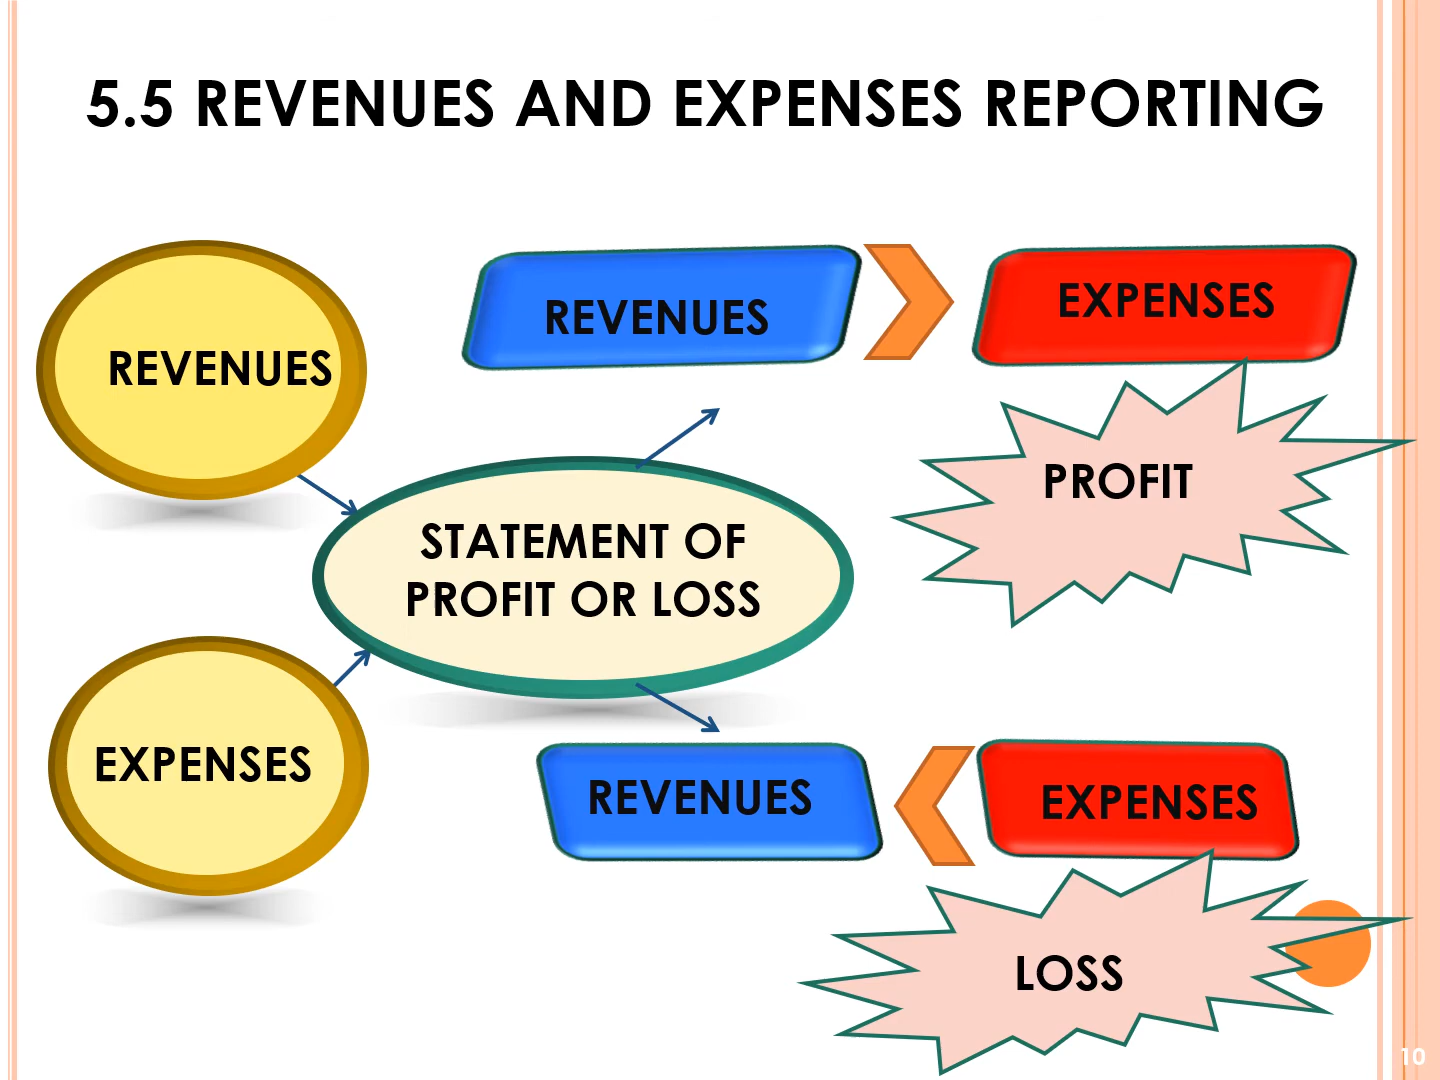 5.5 REVENUES AND EXPENSES REPORTING
REVENUES
EXPENSES
REVENUES
PROFIT
STATEMENT OF
PROFIT OR LOSS
EXPENSES
REVENUES
EXPENSES
LOSS
10